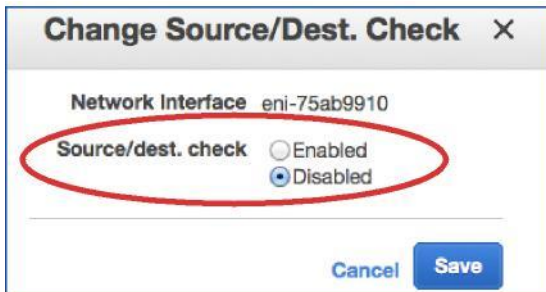 Change Source/Dest. Check ×
Network Interface eni-75ab9910
Source/dest. check Enabled
Disabled
Cancel Save